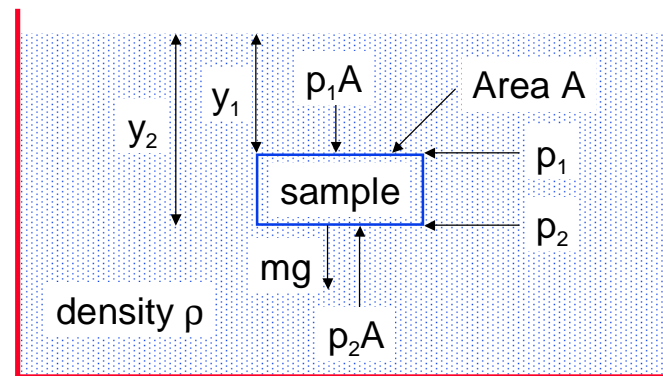 y₁
p₁A
Area A
y₂
p₁
sample
p₂
mg
density ρ
p₂A